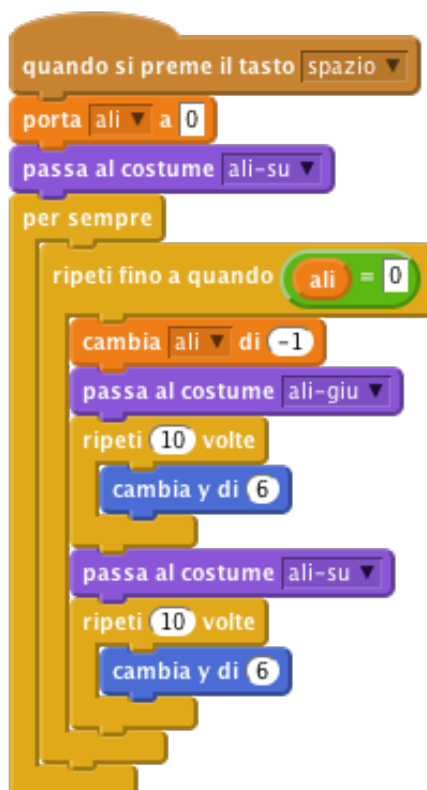 quando si preme il tasto spazio
porta ali a 0
passa al costume ali-su
per sempre
ripeti fino a quando ali = 0
cambia ali di -1
passa al costume ali-giu
ripeti 10 volte
cambia y di 6
passa al costume ali-su
ripeti 10 volte
cambia y di 6